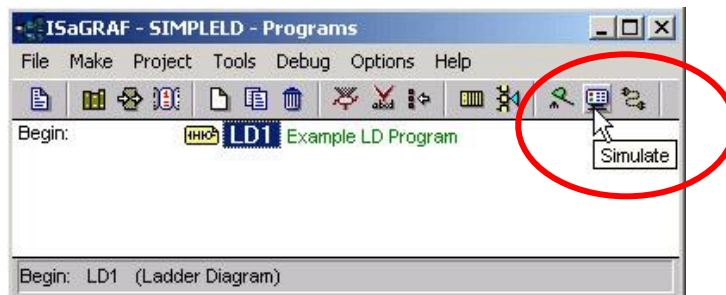 ISaGRAF - SIMPLELD - Programs
File Make Project Tools Debug Options Help
Begin: LD1 Example LD Program
Simulate
Begin: LD1 (Ladder Diagram)